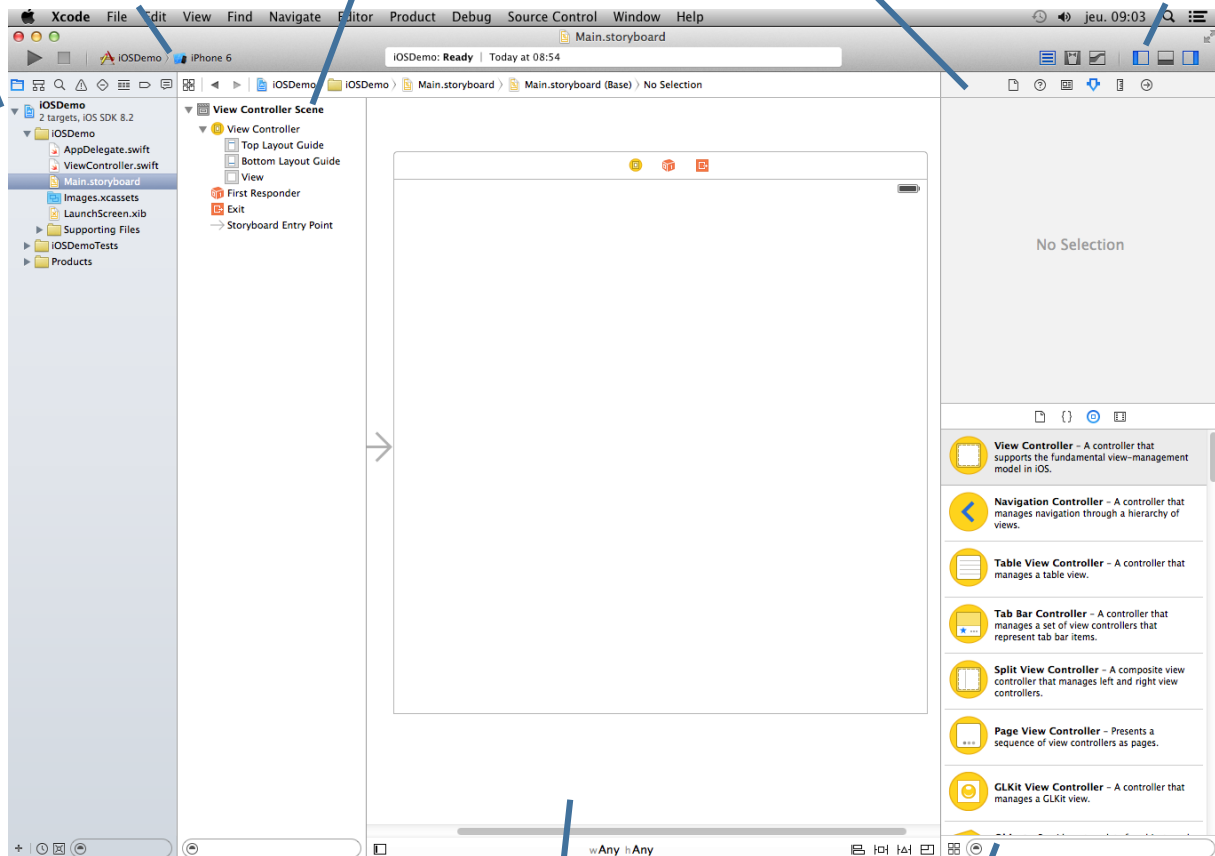 Xcode File Edit View Find Navigate Editor Product Debug Source Control Window Help jeu. 09:03
Main.storyboard
iOSDemo iPhone 6 iOSDemo: Ready | Today at 08:54
iOSDemo iOSDemo Main.storyboard Main.storyboard (Base) No Selection
iOSDemo
2 targets, iOS SDK 8.2
iOSDemo
AppDelegate.swift
ViewController.swift
Main.storyboard
Images.xcassets
LaunchScreen.xib
Supporting Files
iOSDemoTests
Products
View Controller Scene
View Controller
Top Layout Guide
Bottom Layout Guide
View
First Responder
Exit
Storyboard Entry Point
No Selection
View Controller – A controller that
supports the fundamental view-management
model in iOS.
Navigation Controller – A controller that
manages navigation through a hierarchy of
views.
Table View Controller – A controller that
manages a table view.
Tab Bar Controller – A controller that
manages a set of view controllers that
represent tab bar items.
Split View Controller – A composite view
controller that manages left and right view
controllers.
Page View Controller – Presents a
sequence of view controllers as pages.
GLKit View Controller – A controller that
manages a GLKit view.
wAny hAny